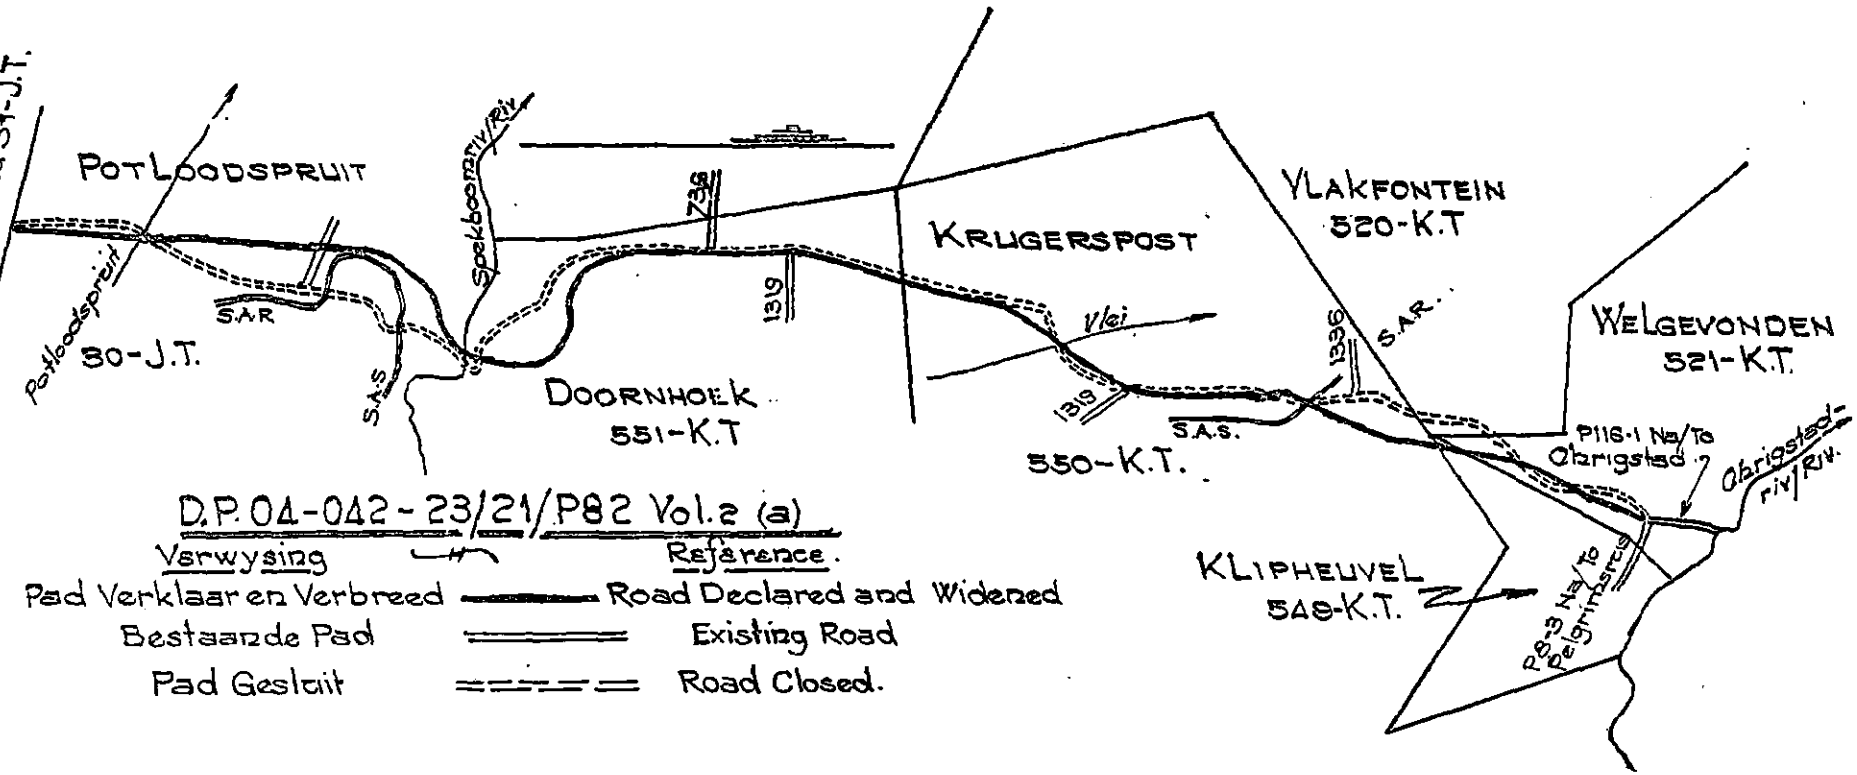 POTLOODSPRUIT
30-J.T.
Potloodspruit
S.A.R
S.A.S
Spekboomriv/Riv
738
1319
DOORNHOEK
551-K.T
KRUGERSPOST
550-K.T.
Vlei
1319
S.A.S.
1336
S.A.R.
VLAKFONTEIN
520-K.T
WELGEVONDEN
521-K.T.
P116-1 Na/To
Ohrigstad
Ohrigstad-
riv/Riv.
KLIPHEUVEL
549-K.T.
P8-3 Na/To
Pelgrimsrus
D.P. 04-042-23/21/P82 Vol.2 (a)
Verwysing Reference.
Pad Verklaar en Verbreed Road Declared and Widened
Bestaande Pad Existing Road
Pad Gesluit Road Closed.